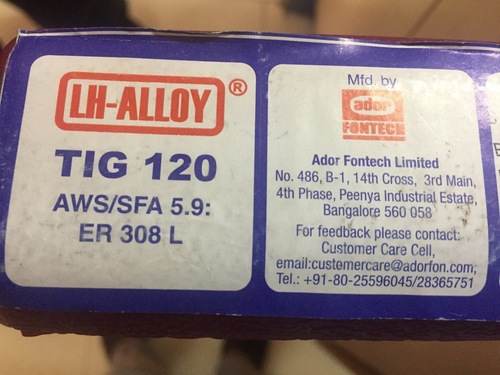 LH-ALLOY ®
TIG 120
AWS/SFA 5.9:
ER 308 L
Mfd. by
ador
FONTECH
Ador Fontech Limited
No. 486, B-1, 14th Cross, 3rd Main,
4th Phase, Peenya Industrial Estate,
Bangalore 560 058
For feedback please contact:
Customer Care Cell,
email:custemercare@adorfon.com;
Tel.: +91-80-25596045/28365751